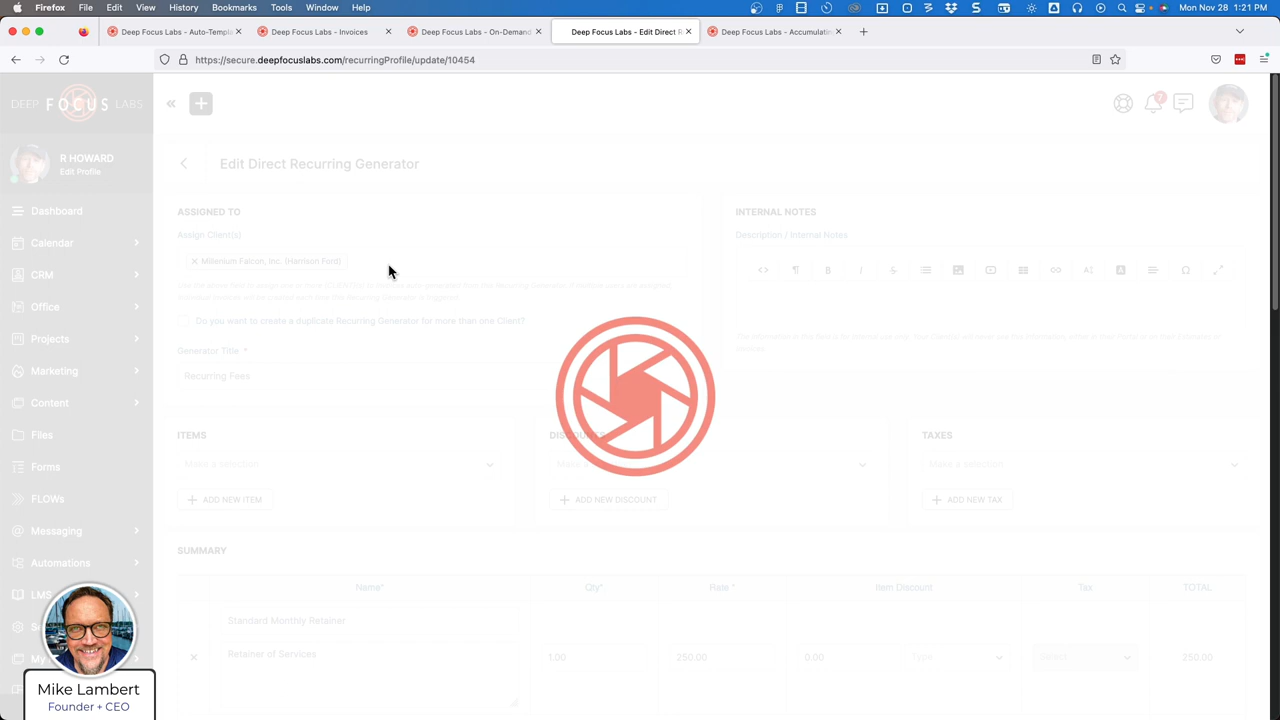 Firefox File Edit View History Bookmarks Tools Window Help
Mon Nov 28 1:21 PM
Deep Focus Labs - Auto-Templa
Deep Focus Labs - Invoices
Deep Focus Labs - On-Demand
Deep Focus Labs - Edit Direct R
Deep Focus Labs - Accumulatin
https://secure.deepfocuslabs.com/recurringProfile/update/10454
DEEP FOCUS LABS
7
R HOWARD
Edit Profile
Dashboard
Calendar
CRM
Office
Projects
Marketing
Content
Files
Forms
FLOWs
Messaging
Automations
LMS
Edit Direct Recurring Generator
ASSIGNED TO
Assign Client(s)
Millenium Falcon, Inc. (Harrison Ford)
Do you want to create a duplicate Recurring Generator for more than one Client?
Generator Title *
Recurring Fees
INTERNAL NOTES
Description / Internal Notes
ITEMS
Make a selection
ADD NEW ITEM
DISCOUNTS
ADD NEW DISCOUNT
TAXES
Make a selection
ADD NEW TAX
SUMMARY
Name* Qty* Rate * Item Discount Tax TOTAL
Standard Monthly Retainer
Retainer of Services
1.00 250.00 0.00 Type Select 250.00
Mike Lambert
Founder + CEO